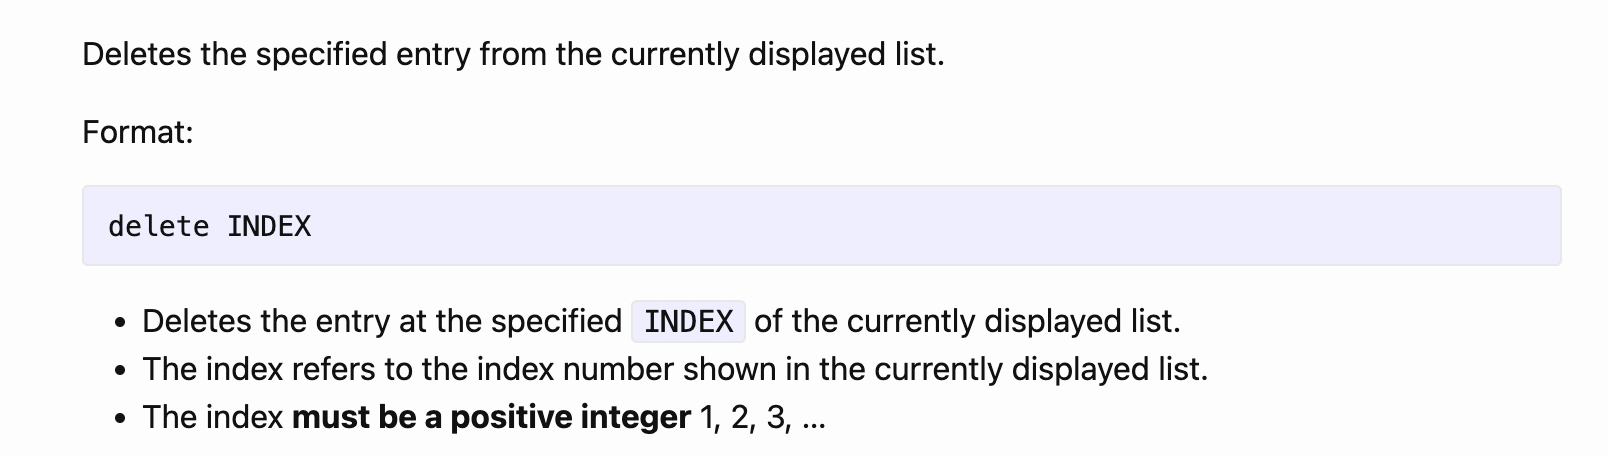 Deletes the specified entry from the currently displayed list.
Format:
delete INDEX
• Deletes the entry at the specified INDEX of the currently displayed list.
• The index refers to the index number shown in the currently displayed list.
• The index must be a positive integer 1, 2, 3, ...